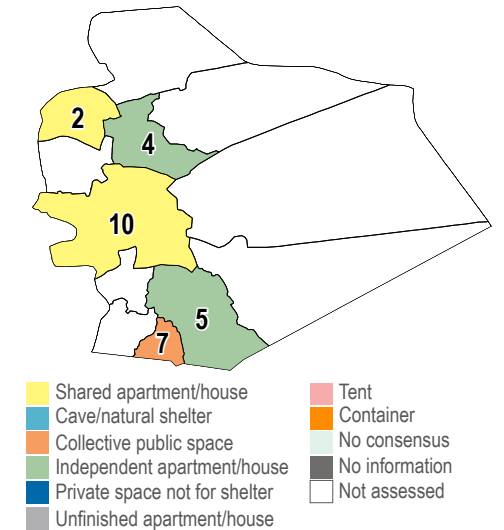 2
4
10
5
7
Shared apartment/house
Cave/natural shelter
Collective public space
Independent apartment/house
Private space not for shelter
Unfinished apartment/house
Tent
Container
No consensus
No information
Not assessed